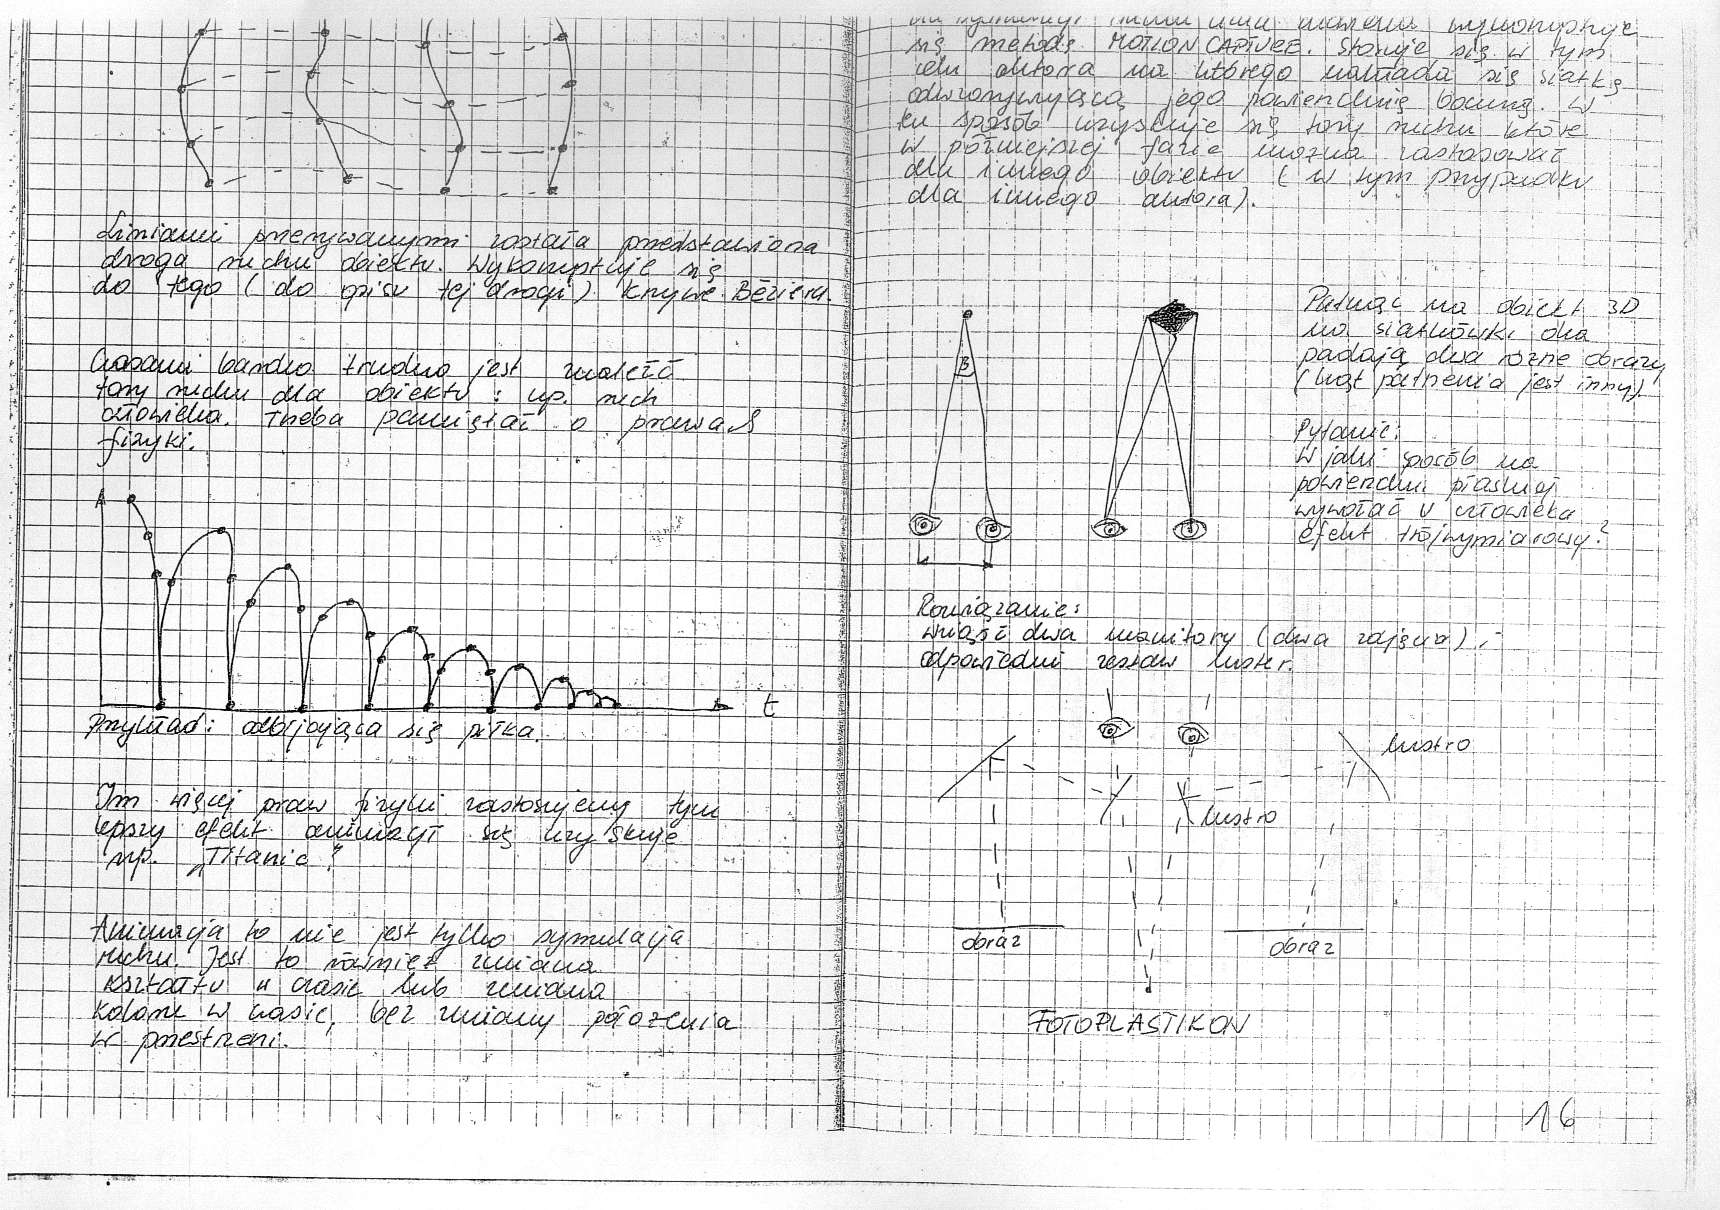 Liniami przerywanymi została przedstawiona
droga ruchu obiektu. Wykorzystuje się
do tego (do opisu tej drogi) krzywe Béziera.
Czasami bardzo trudno jest znaleźć
tory ruchu dla obiektu: np. ruch
człowieka. Trzeba pamiętać o prawach
fizyki.
A
t
Przykład: odbijająca się piłka.
Im więcej praw fizyki zastosujemy tym
lepszy efekt animacji się uzyskuje
np. „Titanic"
Animacja to nie jest tylko symulacja
ruchu. Jest to również zmiana
kształtu w czasie lub zmiana
koloru w czasie, bez zmiany położenia
w przestrzeni.
wykorzystuje
się metodę MOTION CAPTURE. Stosuje się w tym
celu aktora na którego nakłada się siatkę
odwzorowującą jego powierzchnię boczną. W
ten sposób uzyskuje się tory ruchu które
w późniejszej fazie można zastosować
dla innego obiektu (w tym przypadku
dla innego aktora).
B
Patrząc na obiekt 3D
na siatkówki oka
padają dwa różne obrazy
(kąt patrzenia jest inny).
Pytanie:
W jaki sposób na
powierzchni płaskiej
wywołać u człowieka
efekt trójwymiarowy?
Rozwiązanie:
wziąść dwa monitory (dwa zdjęcia) i
odpowiedni zestaw luster.
lustro
lustro
obraz
obraz
FOTOPLASTIKON
16